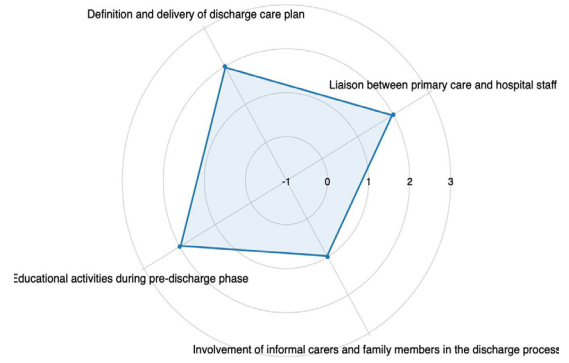 Definition and delivery of discharge care plan
Liaison between primary care and hospital staff
-1 0 1 2 3
Educational activities during pre-discharge phase
Involvement of informal carers and family members in the discharge process